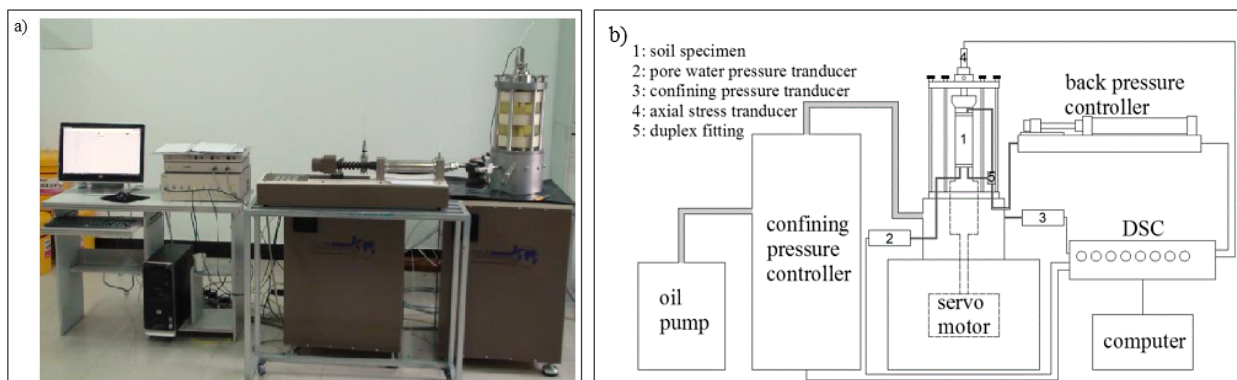 a)
b)
1: soil specimen
2: pore water pressure tranducer
3: confining pressure tranducer
4: axial stress tranducer
5: duplex fitting
4
1
5
back pressure
controller
confining
pressure
controller
2
3
DSC
oil
pump
servo
motor
computer